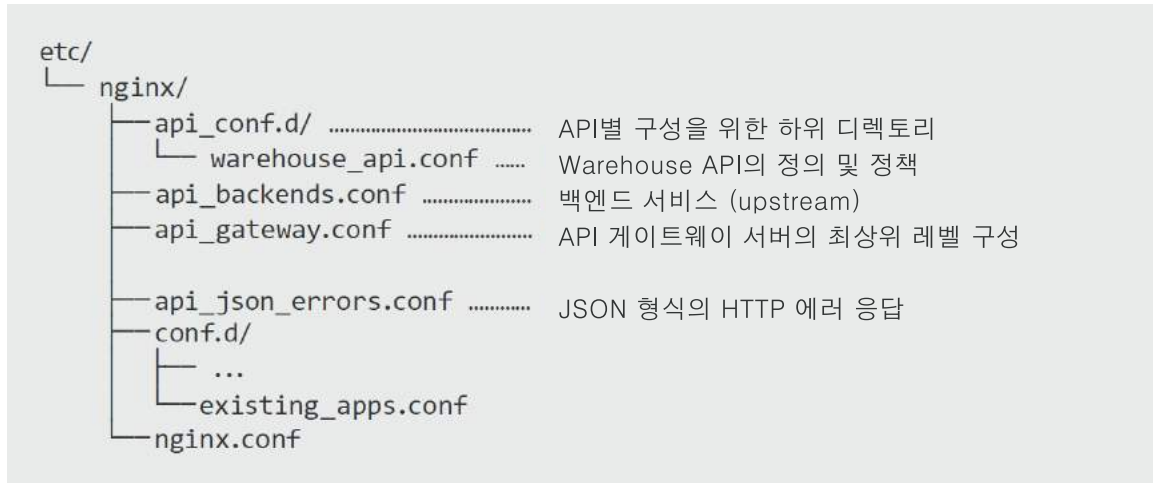 etc/
└── nginx/
├──api_conf.d/ ........................ API별 구성을 위한 하위 디렉토리
└── warehouse_api.conf ...... Warehouse API의 정의 및 정책
├──api_backends.conf ................ 백엔드 서비스 (upstream)
├──api_gateway.conf .................. API 게이트웨이 서버의 최상위 레벨 구성
├──api_json_errors.conf ........... JSON 형식의 HTTP 에러 응답
├──conf.d/
├── ...
└──existing_apps.conf
└──nginx.conf